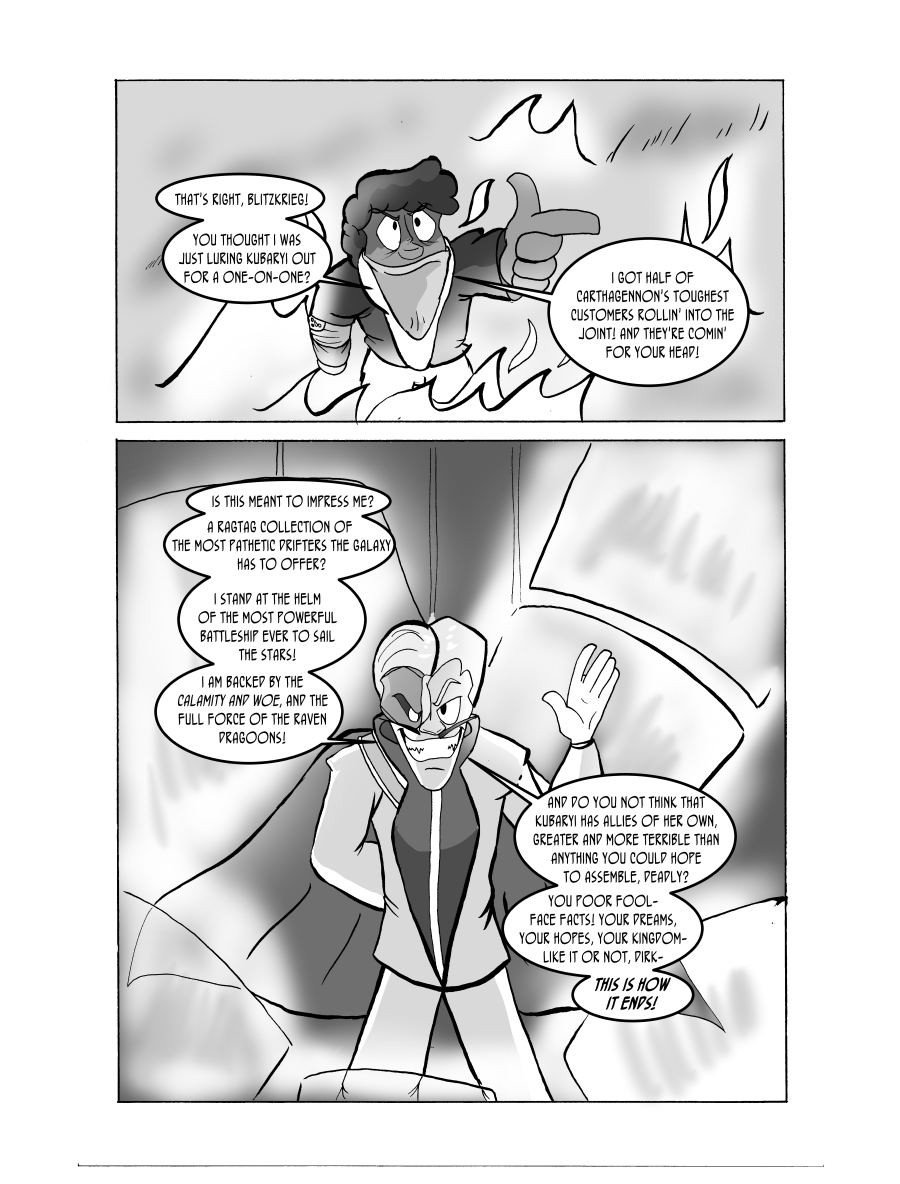 THAT'S RIGHT, BLITZKRIEG!
YOU THOUGHT I WAS
JUST LURING KUBARYI OUT
FOR A ONE-ON-ONE?
I GOT HALF OF
CARTHAGENNON'S TOUGHEST
CUSTOMERS ROLLIN' INTO THE
JOINT! AND THEY'RE COMIN'
FOR YOUR HEAD!
IS THIS MEANT TO IMPRESS ME?
A RAGTAG COLLECTION OF
THE MOST PATHETIC DRIFTERS THE GALAXY
HAS TO OFFER?
I STAND AT THE HELM
OF THE MOST POWERFUL
BATTLESHIP EVER TO SAIL
THE STARS!
I AM BACKED BY THE
CALAMITY AND WOE, AND THE
FULL FORCE OF THE RAVEN
DRAGOONS!
AND DO YOU NOT THINK THAT
KUBARYI HAS ALLIES OF HER OWN,
GREATER AND MORE TERRIBLE THAN
ANYTHING YOU COULD HOPE
TO ASSEMBLE, DEADLY?
YOU POOR FOOL-
FACE FACTS! YOUR DREAMS,
YOUR HOPES, YOUR KINGDOM-
LIKE IT OR NOT, DIRK-
THIS IS HOW
IT ENDS!